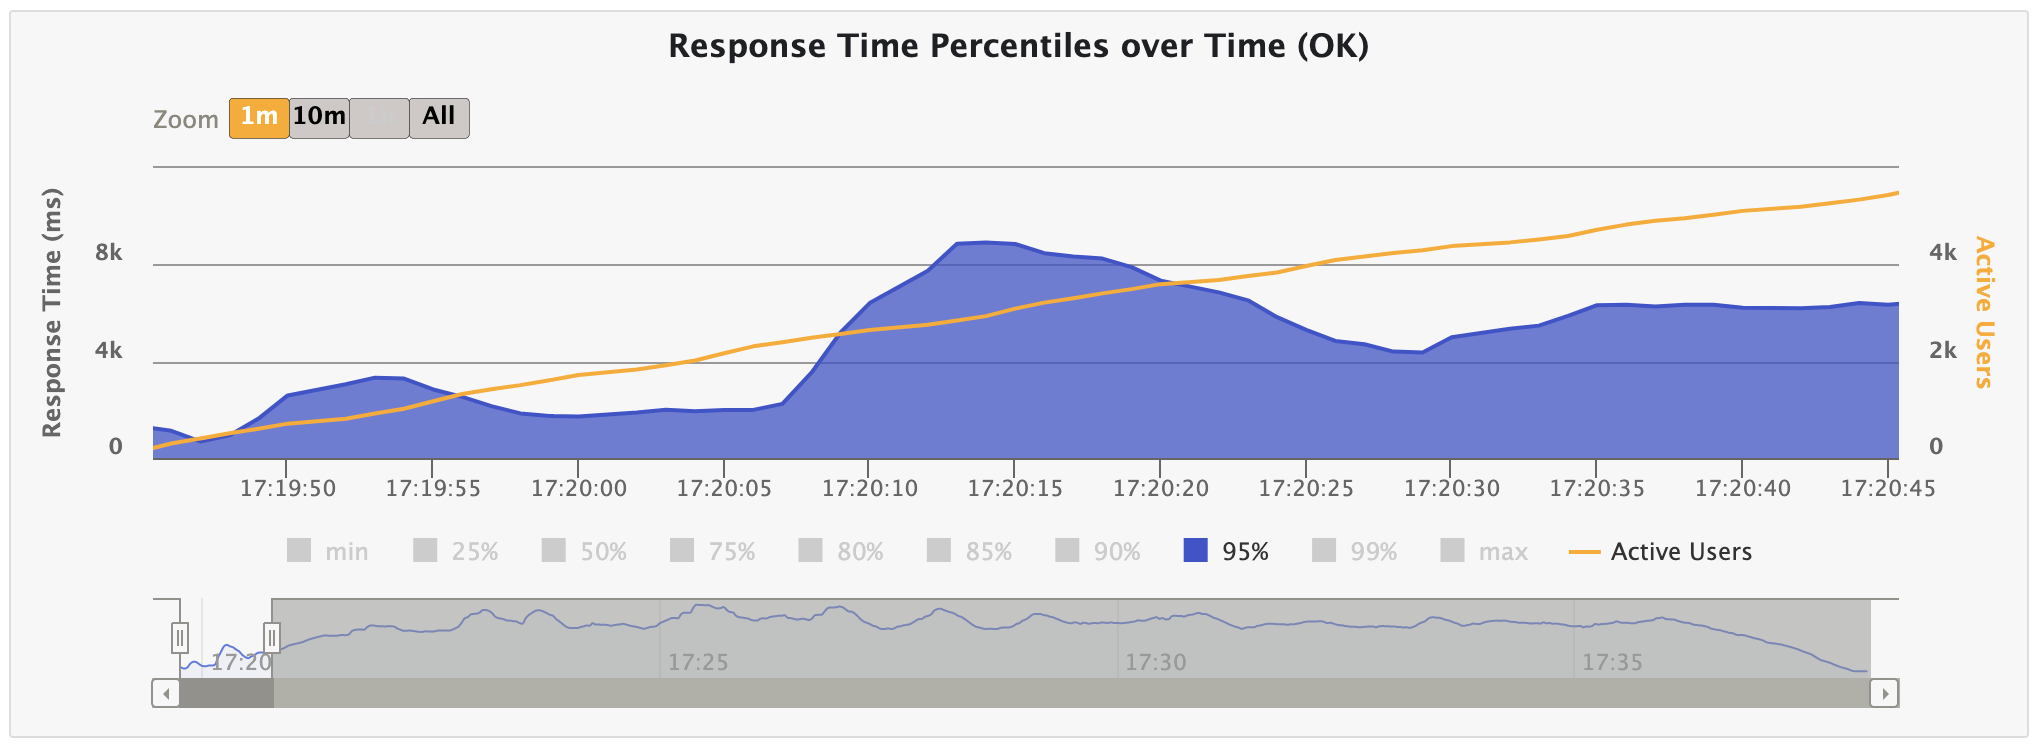 Response Time Percentiles over Time (OK)
Zoom 1m 10m 1h All
Response Time (ms)
8k
4k
0
4k
2k
0
Active Users
17:19:50 17:19:55 17:20:00 17:20:05 17:20:10 17:20:15 17:20:20 17:20:25 17:20:30 17:20:35 17:20:40 17:20:45
min 25% 50% 75% 80% 85% 90% 95% 99% max Active Users
17:20 17:25 17:30 17:35